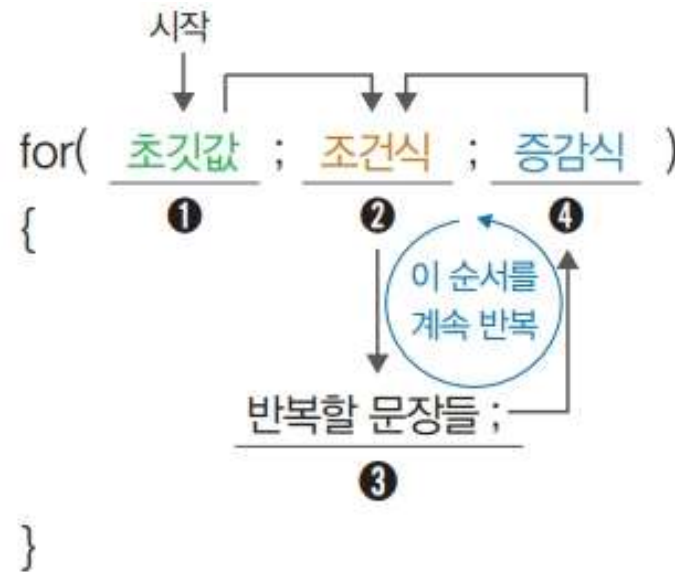 시작
for( 초깃값 ; 조건식 ; 증감식 )
❶ ❷ ❹
{
이 순서를
계속 반복
반복할 문장들 ;
❸
}